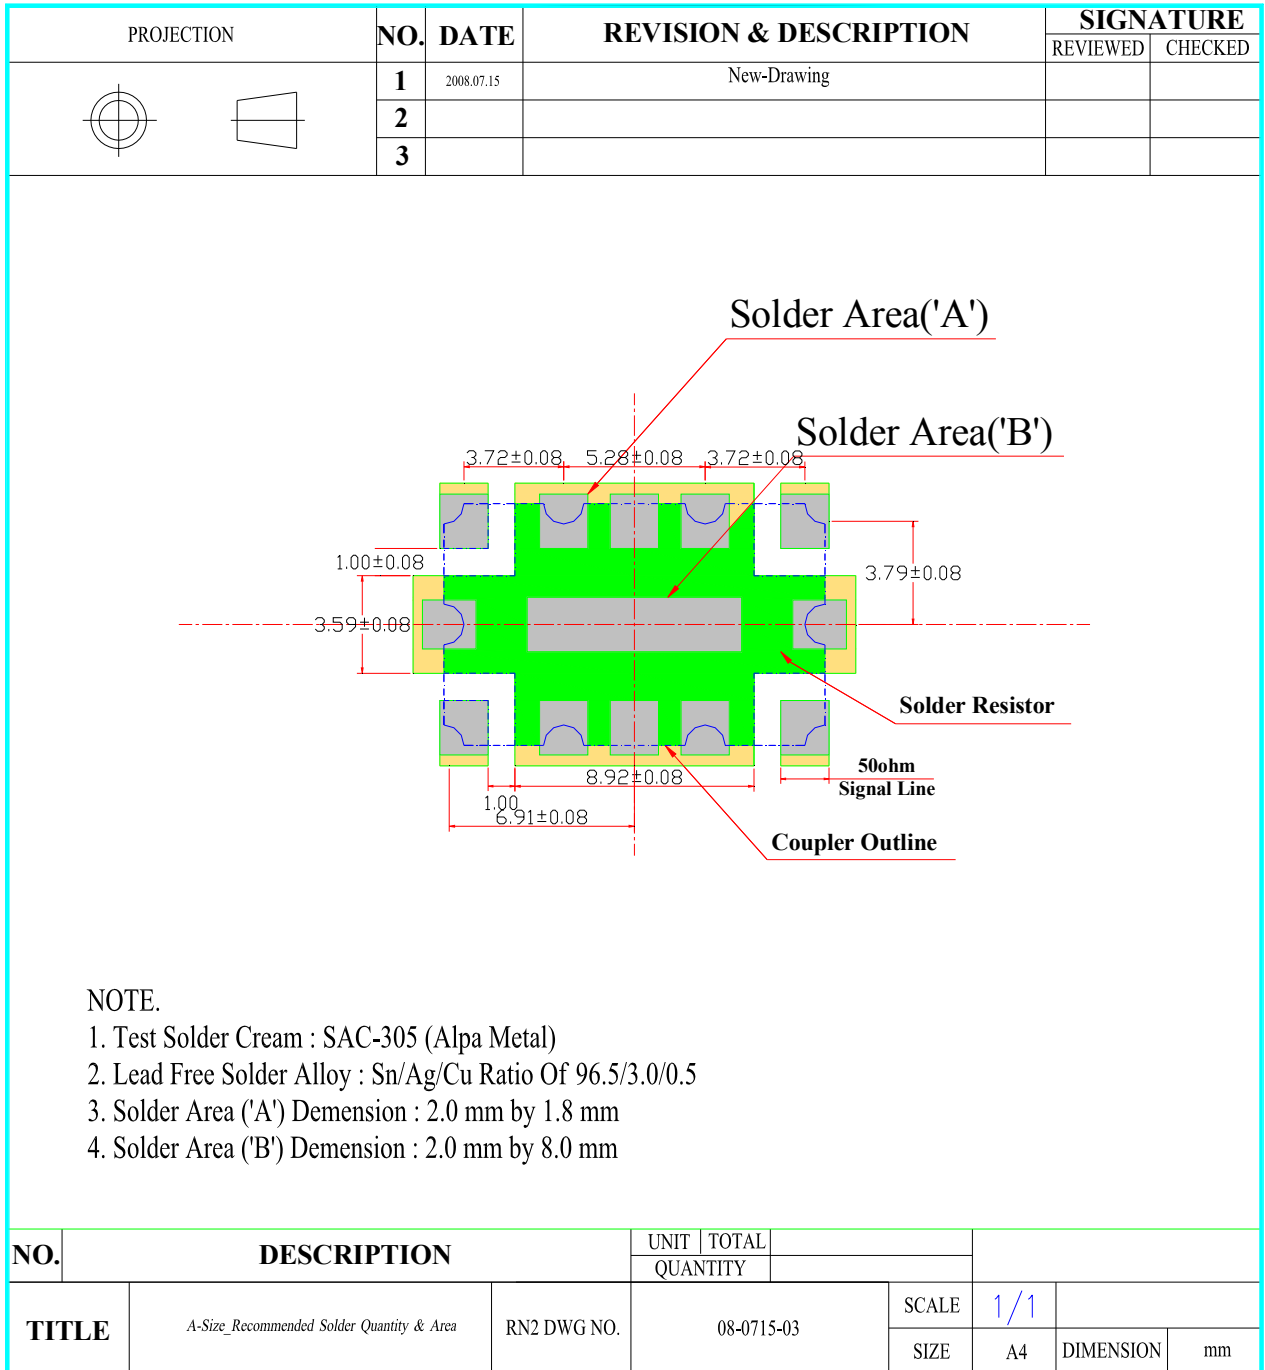 PROJECTION
NO. DATE REVISION & DESCRIPTION SIGNATURE
REVIEWED CHECKED
1 2008.07.15 New-Drawing
2
3
Solder Area('A')
Solder Area('B')
3.72±0.08 5.28±0.08 3.72±0.08
1.00±0.08
3.79±0.08
3.59±0.08
Solder Resistor
50ohm
Signal Line
8.92±0.08
1.00
6.91±0.08
Coupler Outline
NOTE.
1. Test Solder Cream : SAC-305 (Alpa Metal)
2. Lead Free Solder Alloy : Sn/Ag/Cu Ratio Of 96.5/3.0/0.5
3. Solder Area ('A') Demension : 2.0 mm by 1.8 mm
4. Solder Area ('B') Demension : 2.0 mm by 8.0 mm
NO. DESCRIPTION UNIT TOTAL
QUANTITY
TITLE A-Size_Recommended Solder Quantity & Area RN2 DWG NO. 08-0715-03
SCALE 1/1
SIZE A4 DIMENSION mm